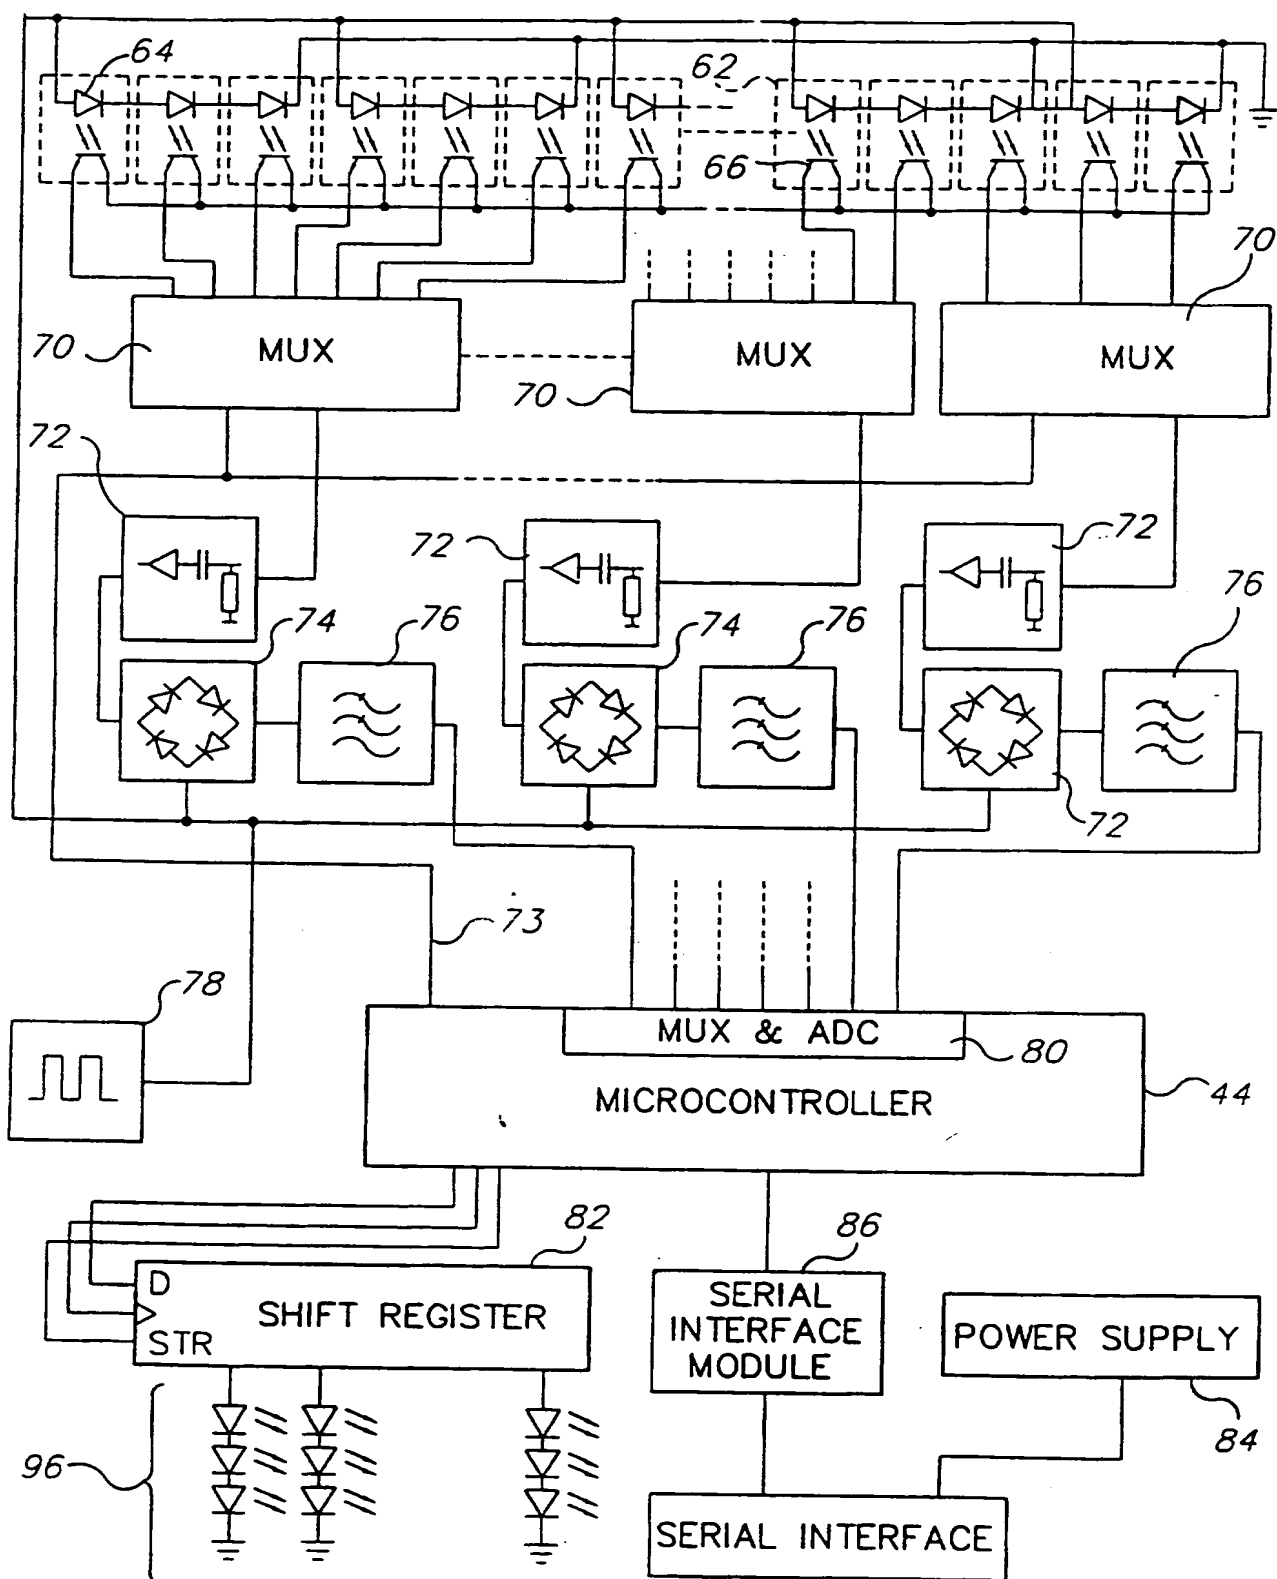 64
62
66
70
MUX
70
MUX
70
MUX
72
72
72
74
76
74
76
76
72
73
78
MUX & ADC
80
MICROCONTROLLER
44
82
D
SHIFT REGISTER
STR
86
SERIAL
INTERFACE
MODULE
POWER SUPPLY
84
96
SERIAL INTERFACE